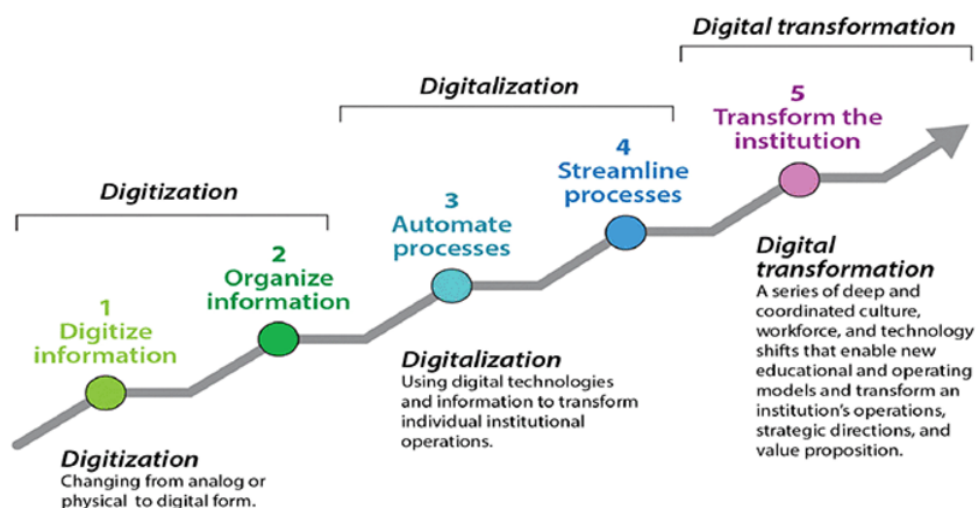 Digital transformation
Digitalization
Digitization
1
Digitize
information
2
Organize
information
3
Automate
processes
4
Streamline
processes
5
Transform the
institution
Digitization
Changing from analog or
physical to digital form.
Digitalization
Using digital technologies
and information to transform
individual institutional
operations.
Digital
transformation
A series of deep and
coordinated culture,
workforce, and technology
shifts that enable new
educational and operating
models and transform an
institution's operations,
strategic directions, and
value proposition.